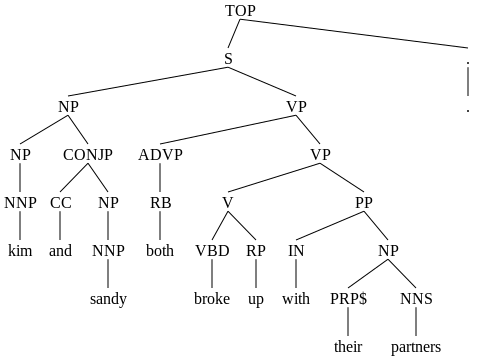 TOP
S .
NP VP .
NP CONJP ADVP VP
NNP CC NP RB V PP
kim and NNP both VBD RP IN NP
sandy broke up with PRP$ NNS
their partners